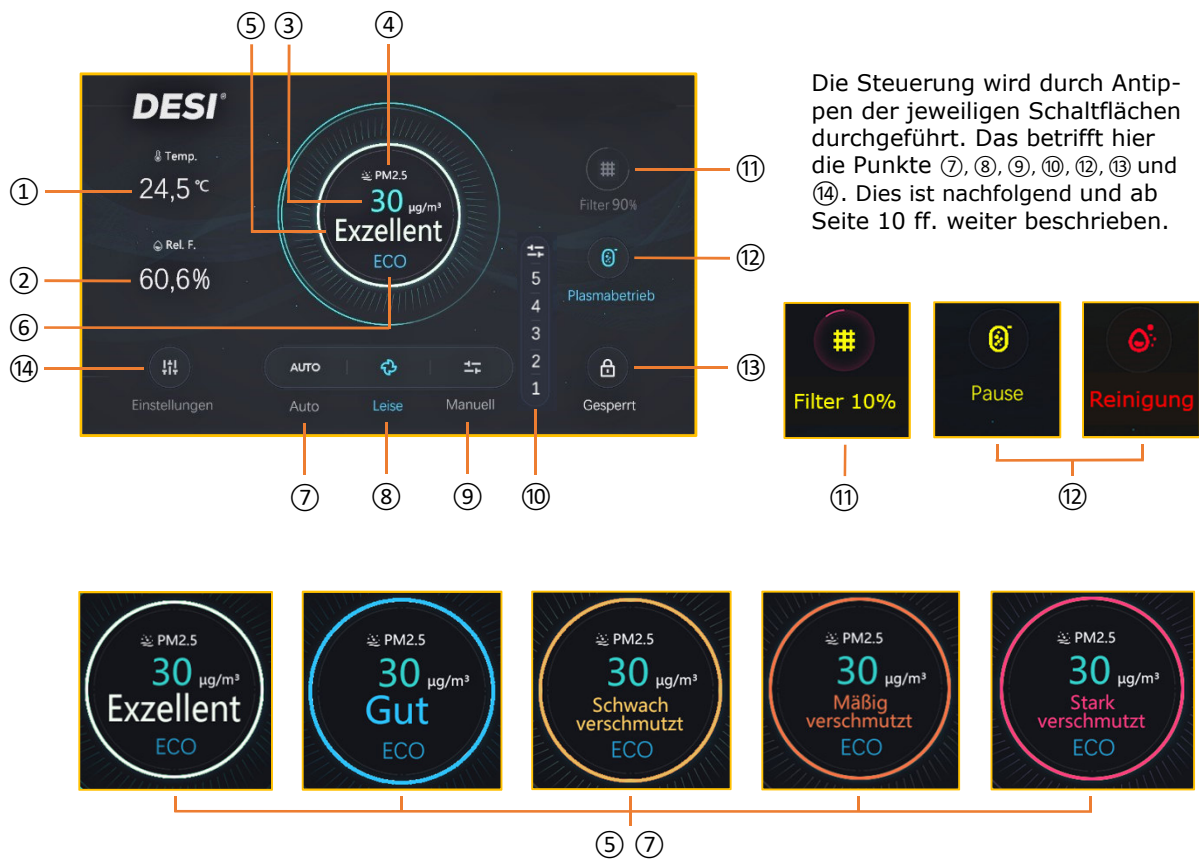 ⑤ ③ ④
DESI®
Temp.
① 24,5 °C
Rel. F.
② 60,6%
PM2.5
30 µg/m³
Exzellent
ECO
⑥
Filter 90%
⑪
Plasmabetrieb
⑫
5
4
3
2
1
⑭ Einstellungen
AUTO
Auto
Leise
Manuell
Gesperrt
⑬
⑦ ⑧ ⑨ ⑩
Die Steuerung wird durch Antip-
pen der jeweiligen Schaltflächen
durchgeführt. Das betrifft hier
die Punkte ⑦, ⑧, ⑨, ⑩, ⑫, ⑬ und
⑭. Dies ist nachfolgend und ab
Seite 10 ff. weiter beschrieben.
Filter 10%
Pause
Reinigung
⑪ ⑫
PM2.5
30 µg/m³
Exzellent
ECO
PM2.5
30 µg/m³
Gut
ECO
PM2.5
30 µg/m³
Schwach
verschmutzt
ECO
PM2.5
30 µg/m³
Mäßig
verschmutzt
ECO
PM2.5
30 µg/m³
Stark
verschmutzt
ECO
⑤ ⑦